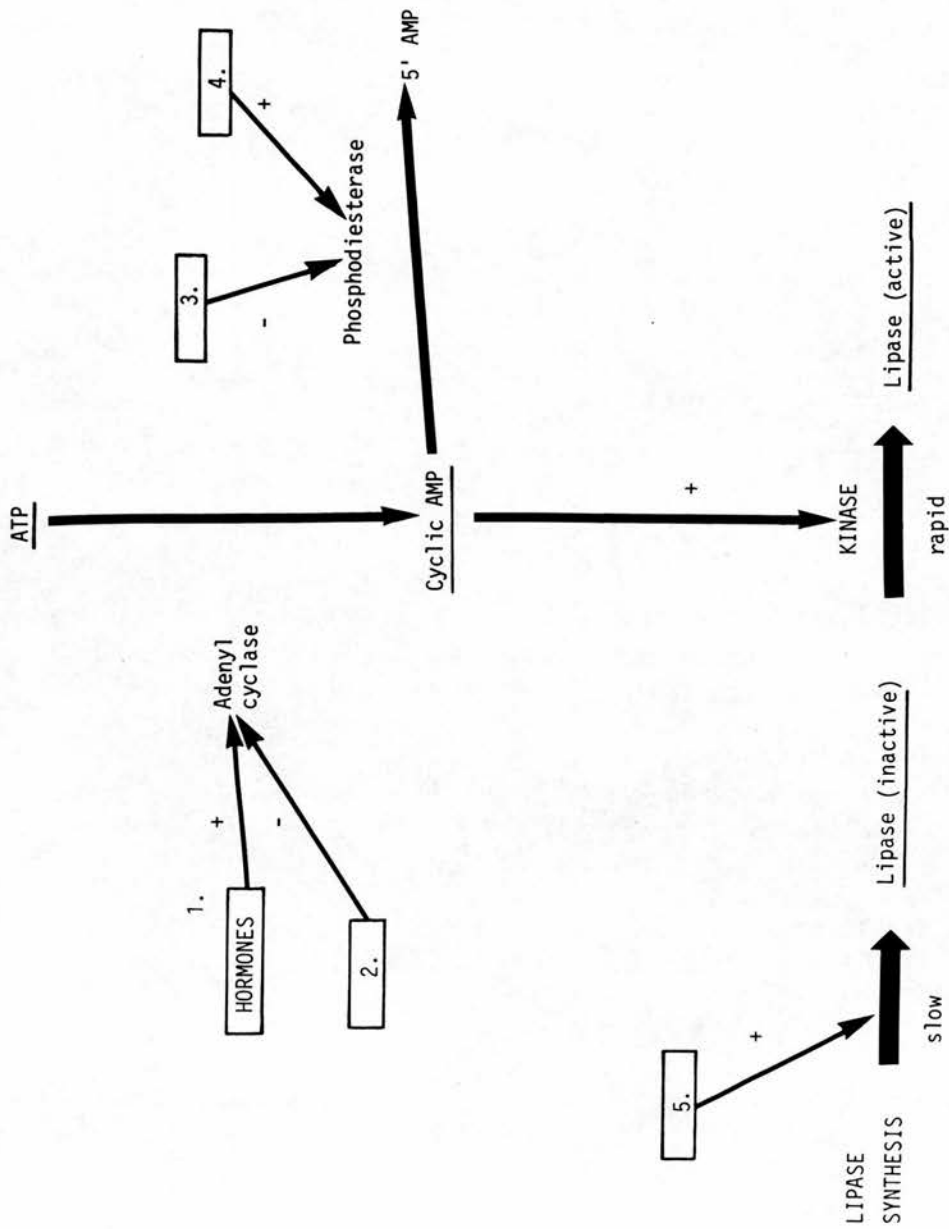 ATP
1.
HORMONES
+
-
2.
Adenyl
cyclase
3.
-
4.
+
Phosphodiesterase
Cyclic AMP
5' AMP
+
5.
+
KINASE
LIPASE
SYNTHESIS
slow
Lipase (inactive)
rapid
Lipase (active)